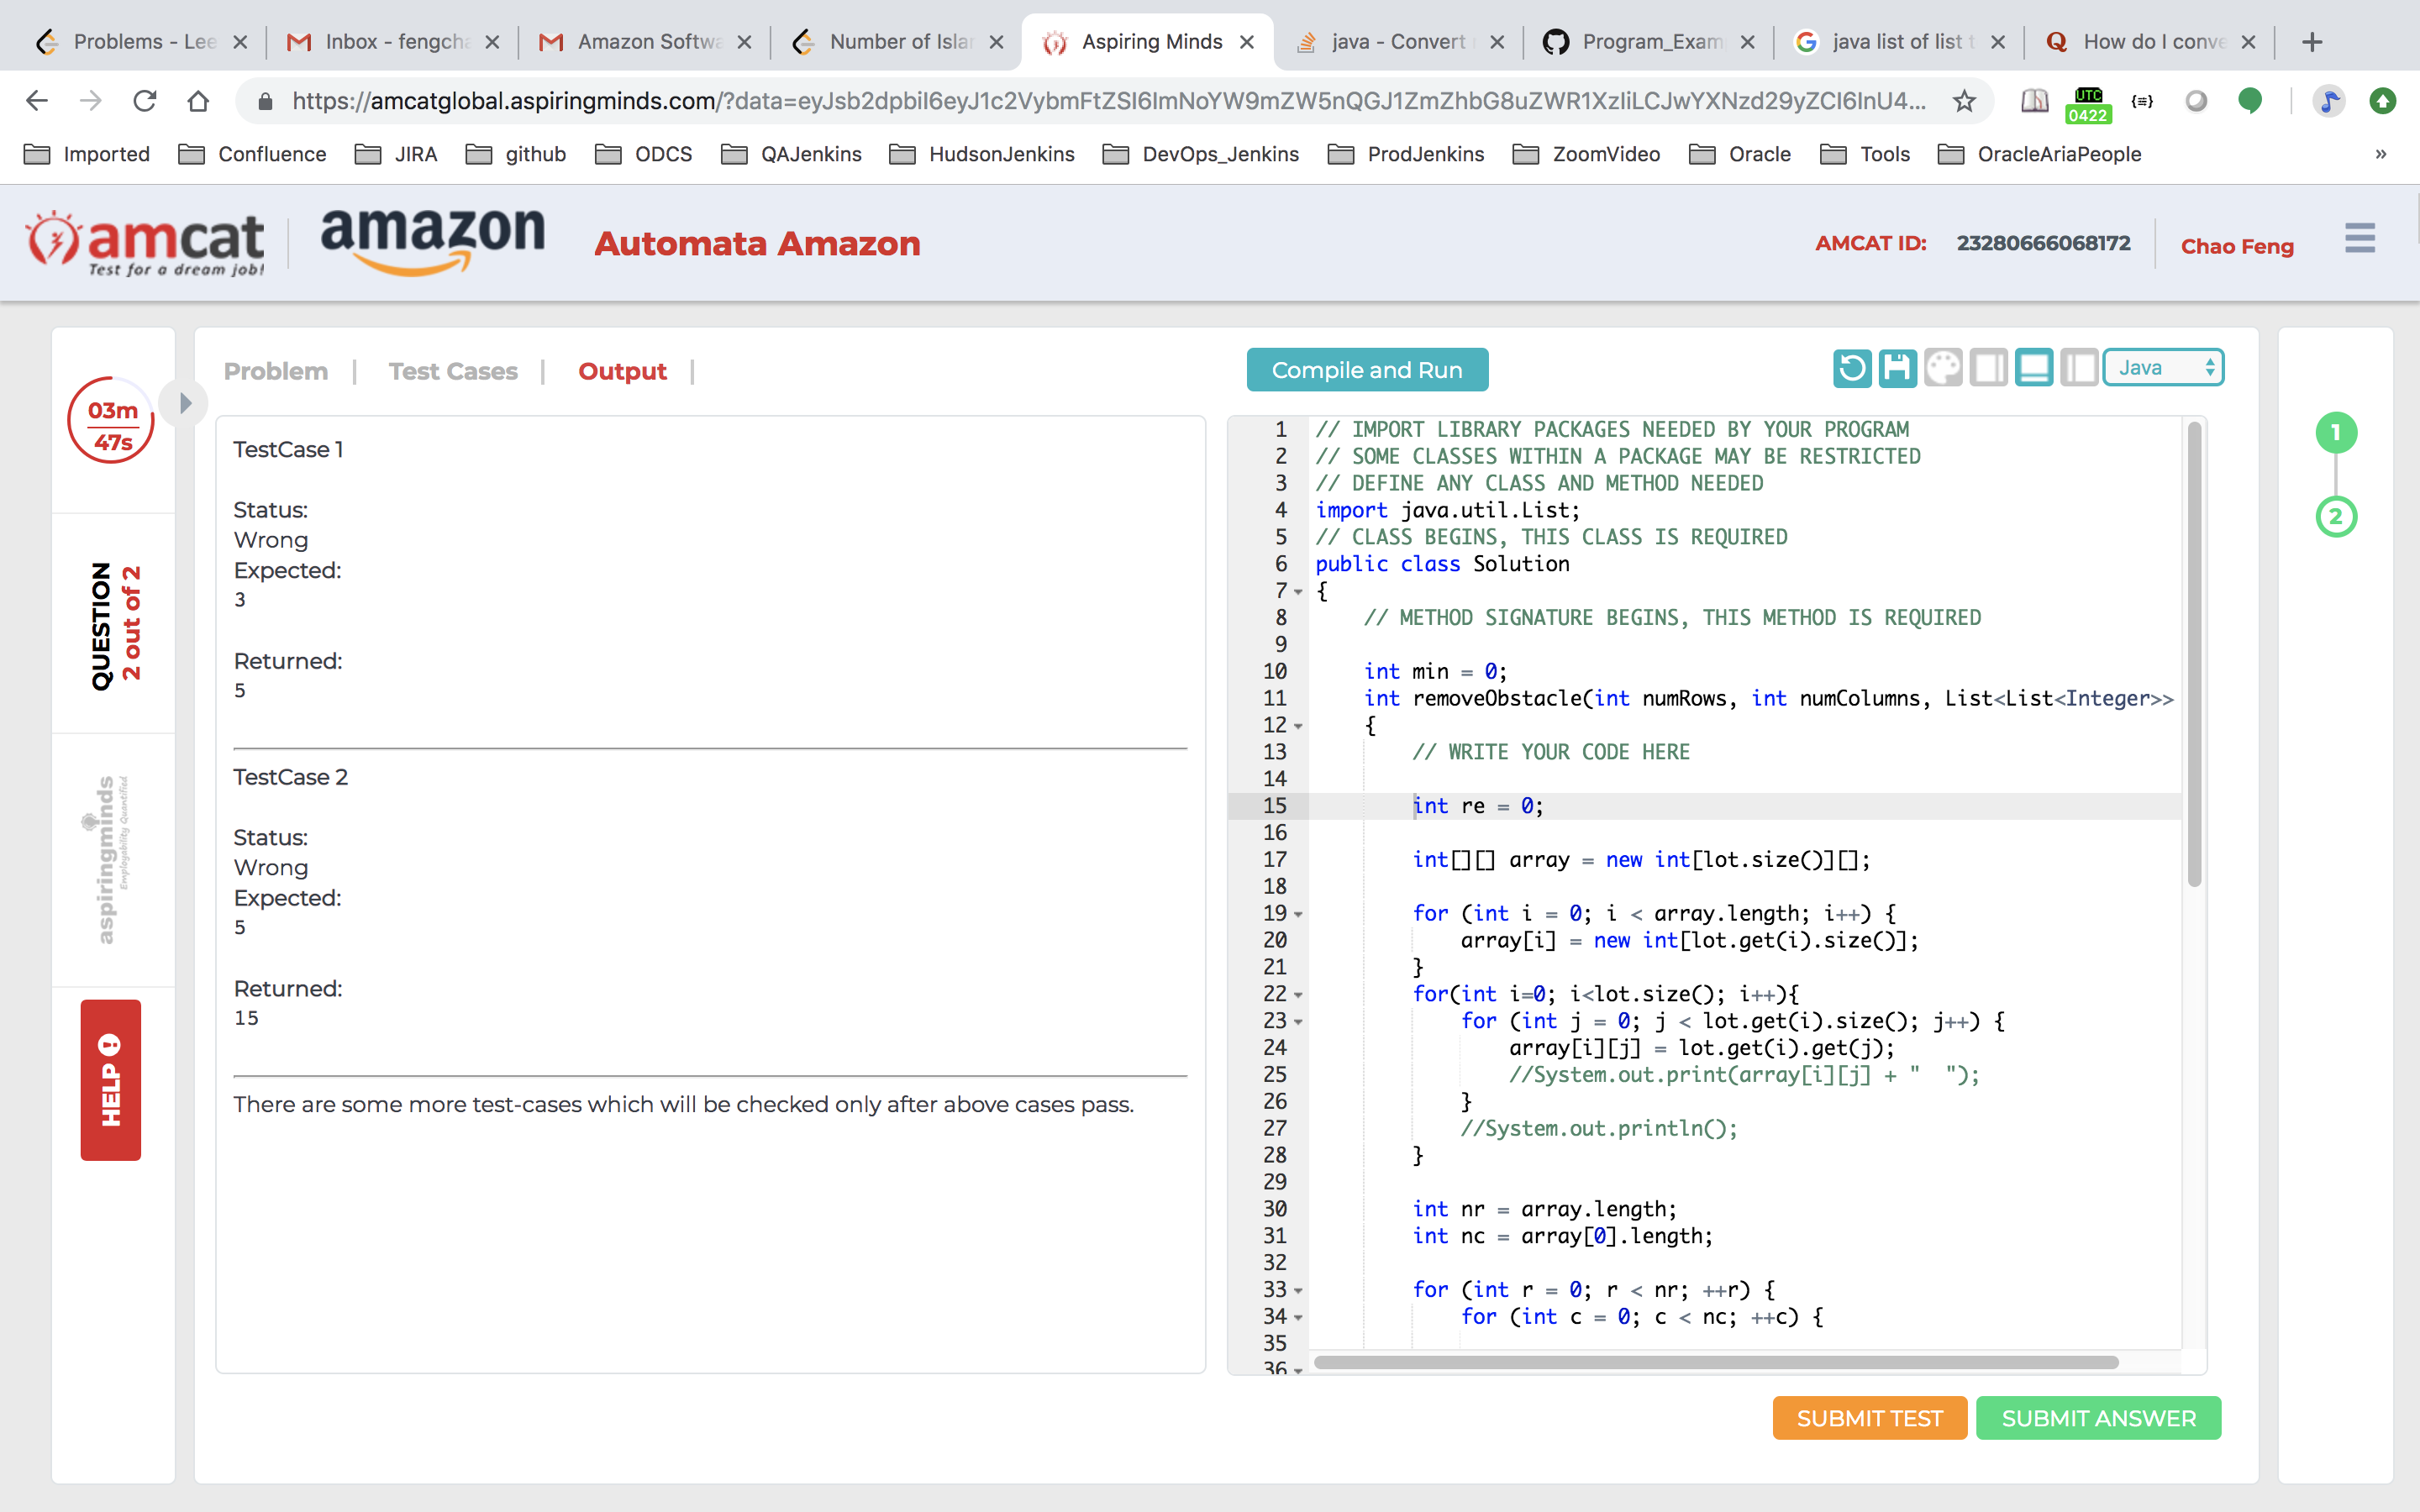 Problems - Lee
Inbox - fengcha
Amazon Softwa
Number of Islan
Aspiring Minds
java - Convert
Program_Exam
java list of list t
How do I conve
https://amcatglobal.aspiringminds.com/?data=eyJsb2dpbiI6eyJ1c2VybmFtZSI6ImNoYW9mZW5nQGJ1ZmZhbG8uZWR1XzIiLCJwYXNzd29yZCI6InU4...
UTC
0422
Imported
Confluence
JIRA
github
ODCS
QAJenkins
HudsonJenkins
DevOps_Jenkins
ProdJenkins
ZoomVideo
Oracle
Tools
OracleAriaPeople
»
amcat
Test for a dream job!
amazon
Automata Amazon
AMCAT ID: 23280666068172
Chao Feng
03m
47s
QUESTION
2 out of 2
aspiringminds
Employability Quantified
HELP
Problem | Test Cases | Output |
Compile and Run
Java
TestCase 1
Status:
Wrong
Expected:
3
Returned:
5
TestCase 2
Status:
Wrong
Expected:
5
Returned:
15
There are some more test-cases which will be checked only after above cases pass.
1 // IMPORT LIBRARY PACKAGES NEEDED BY YOUR PROGRAM
2 // SOME CLASSES WITHIN A PACKAGE MAY BE RESTRICTED
3 // DEFINE ANY CLASS AND METHOD NEEDED
4 import java.util.List;
5 // CLASS BEGINS, THIS CLASS IS REQUIRED
6 public class Solution
7 {
8 // METHOD SIGNATURE BEGINS, THIS METHOD IS REQUIRED
9
10 int min = 0;
11 int removeObstacle(int numRows, int numColumns, List<List<Integer>>
12 {
13 // WRITE YOUR CODE HERE
14
15 int re = 0;
16
17 int[][] array = new int[lot.size()][];
18
19 for (int i = 0; i < array.length; i++) {
20 array[i] = new int[lot.get(i).size()];
21 }
22 for(int i=0; i<lot.size(); i++){
23 for (int j = 0; j < lot.get(i).size(); j++) {
24 array[i][j] = lot.get(i).get(j);
25 //System.out.print(array[i][j] + "  ");
26 }
27 //System.out.println();
28 }
29
30 int nr = array.length;
31 int nc = array[0].length;
32
33 for (int r = 0; r < nr; ++r) {
34 for (int c = 0; c < nc; ++c) {
35
36
1
2
SUBMIT TEST
SUBMIT ANSWER